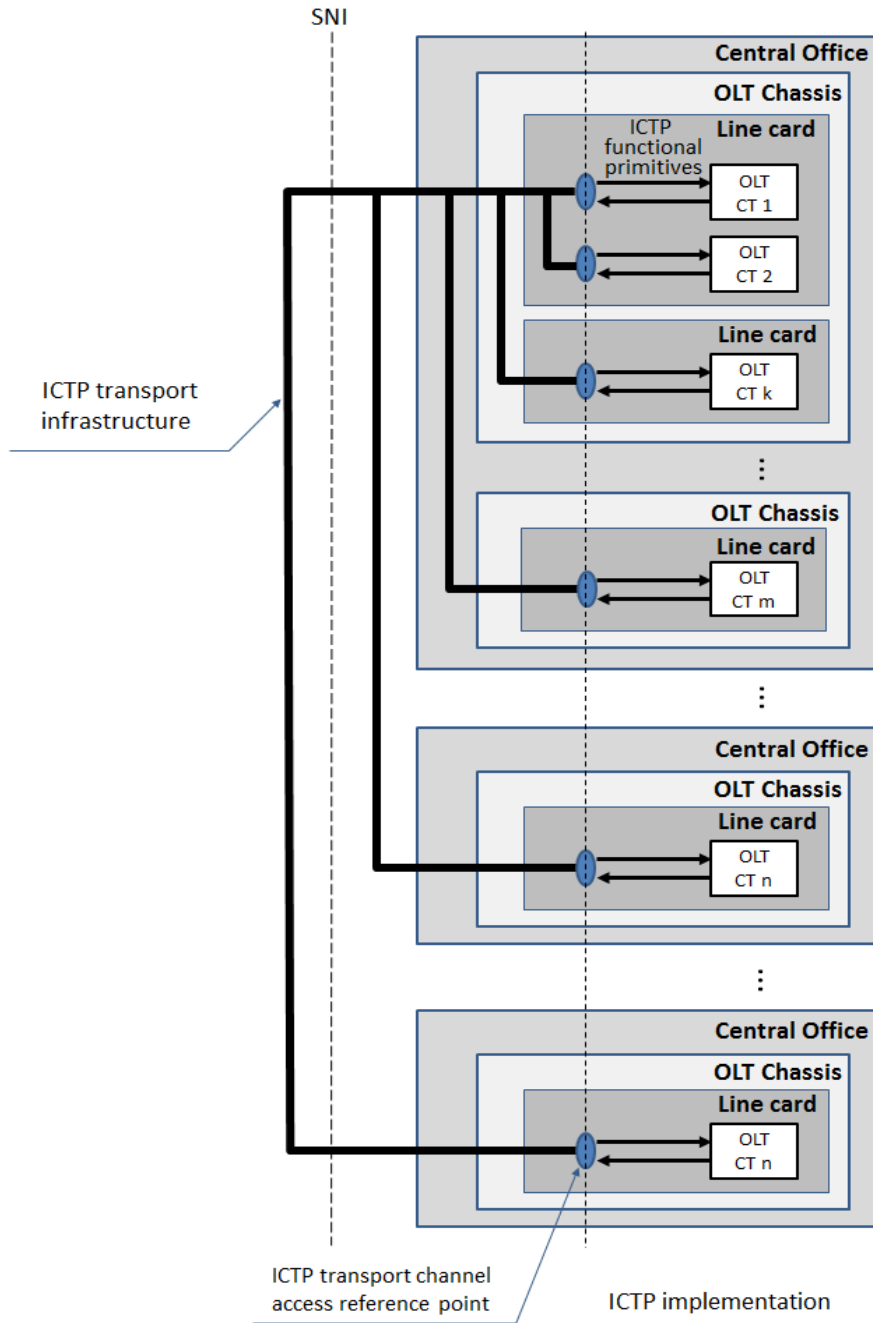 SNI
Central Office
OLT Chassis
Line card
ICTP
functional
primitives
OLT
CT 1
OLT
CT 2
Line card
OLT
CT k
ICTP transport
infrastructure
...
OLT Chassis
Line card
OLT
CT m
...
Central Office
OLT Chassis
Line card
OLT
CT n
...
Central Office
OLT Chassis
Line card
OLT
CT n
ICTP transport channel
access reference point
ICTP implementation